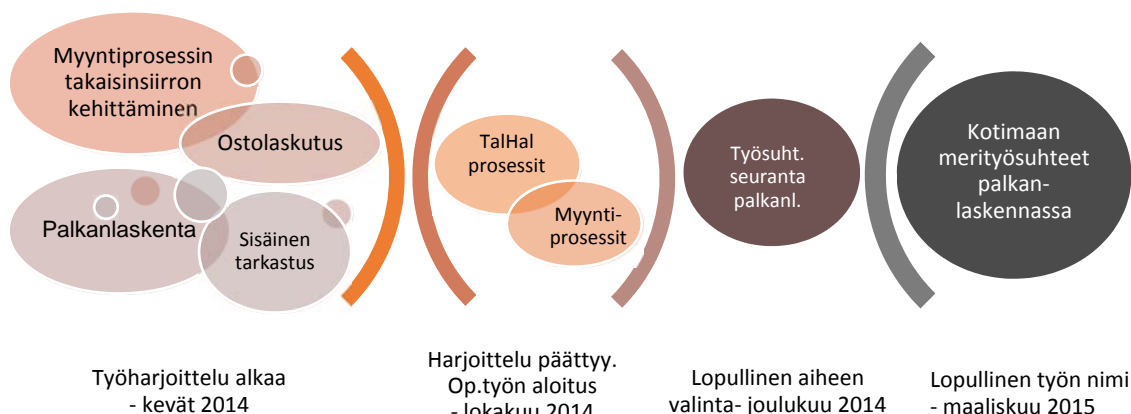 Myyntiprosessin
takaisinsiirron
kehittäminen
Ostolaskutus
Palkanlaskenta
Sisäinen
tarkastus
TalHal
prosessit
Myynti-
prosessit
Työsuht.
seuranta
palkanl.
Kotimaan
merityösuhteet
palkan-
laskennassa
Työharjoittelu alkaa
- kevät 2014
Harjoittelu päättyy.
Op.työn aloitus
- lokakuu 2014
Lopullinen aiheen
valinta- joulukuu 2014
Lopullinen työn nimi
- maaliskuu 2015